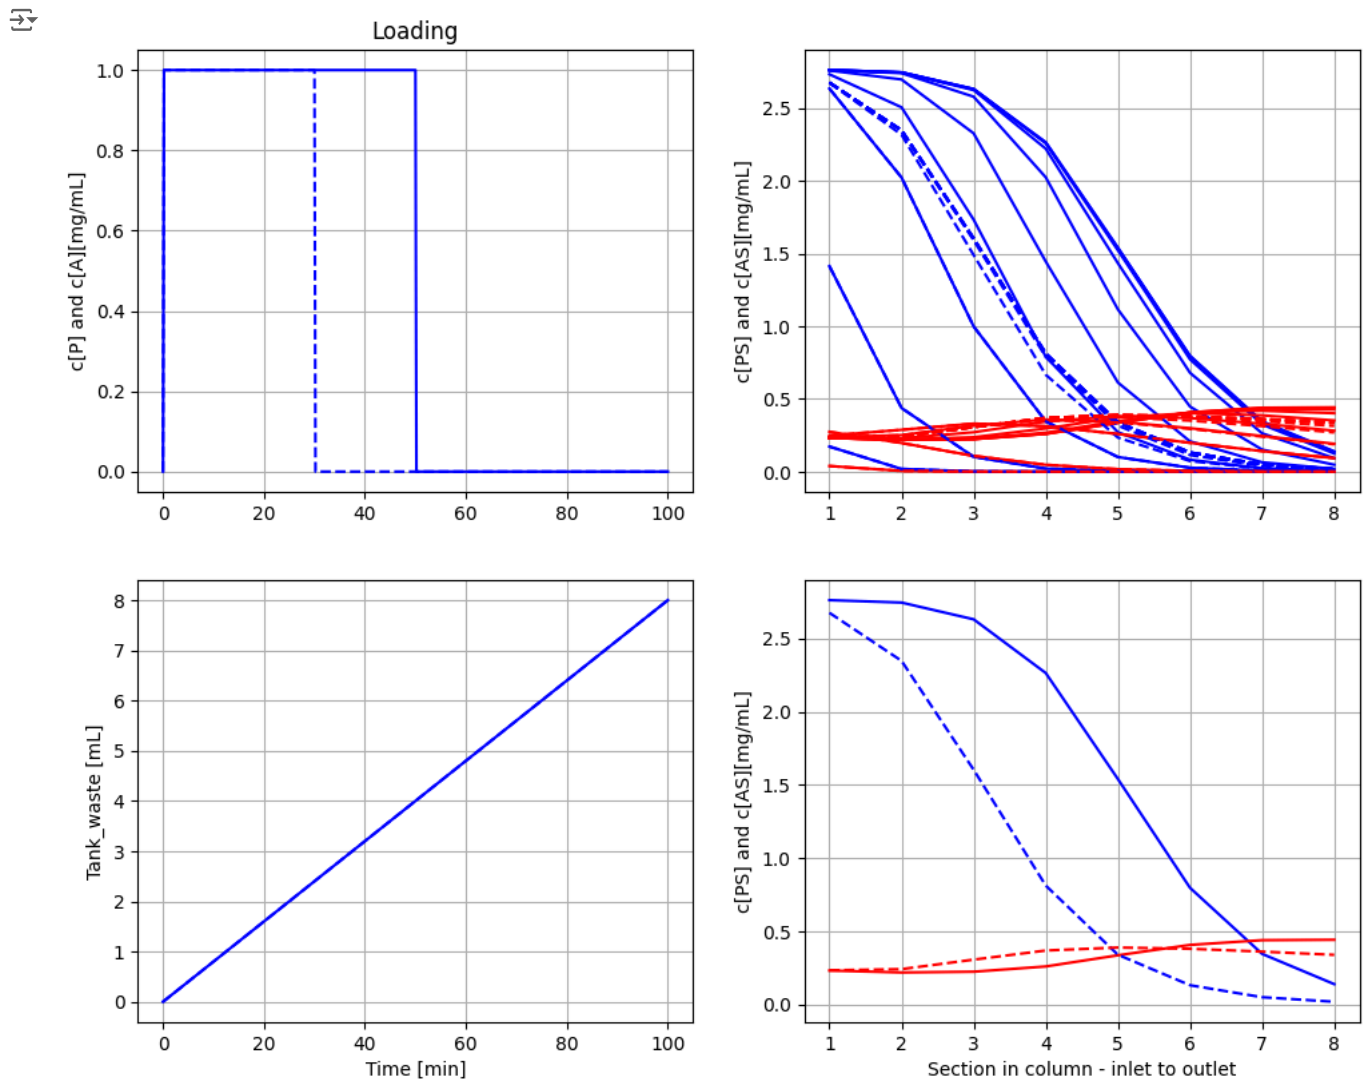 Loading
c[P] and c[A][mg/mL]
1.0
0.8
0.6
0.4
0.2
0.0
0 20 40 60 80 100
c[PS] and c[AS][mg/mL]
2.5
2.0
1.5
1.0
0.5
0.0
1 2 3 4 5 6 7 8
Tank_waste [mL]
8
7
6
5
4
3
2
1
0
0 20 40 60 80 100
Time [min]
c[PS] and c[AS][mg/mL]
2.5
2.0
1.5
1.0
0.5
0.0
1 2 3 4 5 6 7 8
Section in column - inlet to outlet